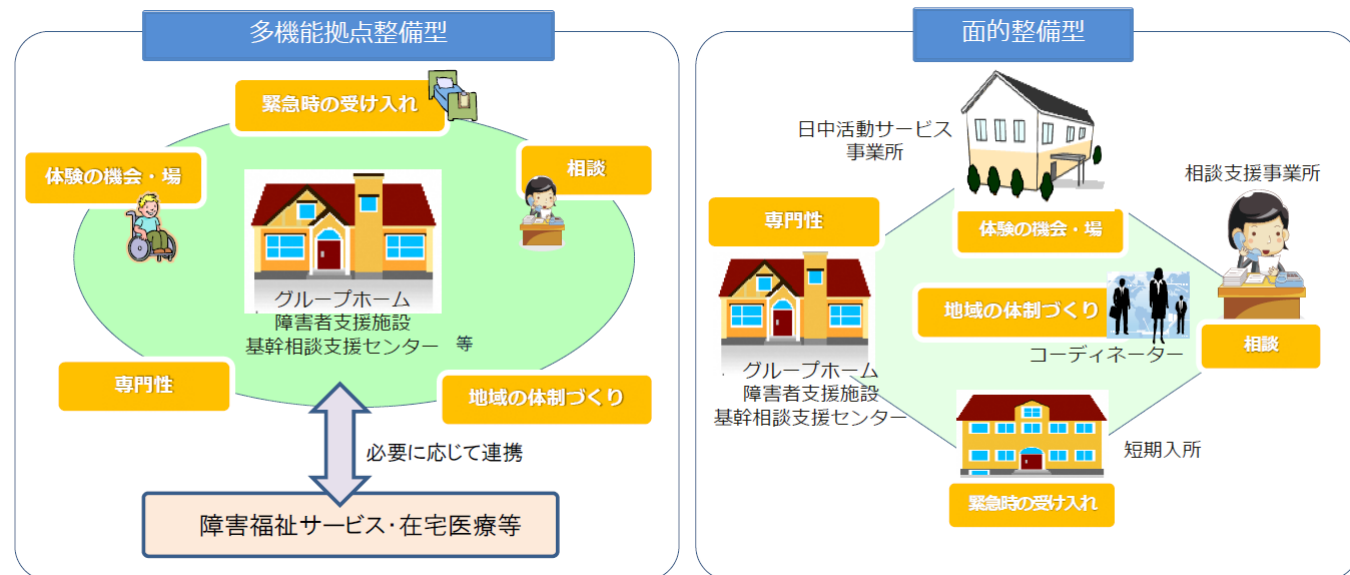 多機能拠点整備型
緊急時の受け入れ
体験の機会・場
相談
グループホーム
障害者支援施設
基幹相談支援センター 等
専門性
地域の体制づくり
必要に応じて連携
障害福祉サービス・在宅医療等
面的整備型
日中活動サービス
事業所
相談支援事業所
専門性
体験の機会・場
地域の体制づくり
コーディネーター
相談
グループホーム
障害者支援施設
基幹相談支援センター
短期入所
緊急時の受け入れ